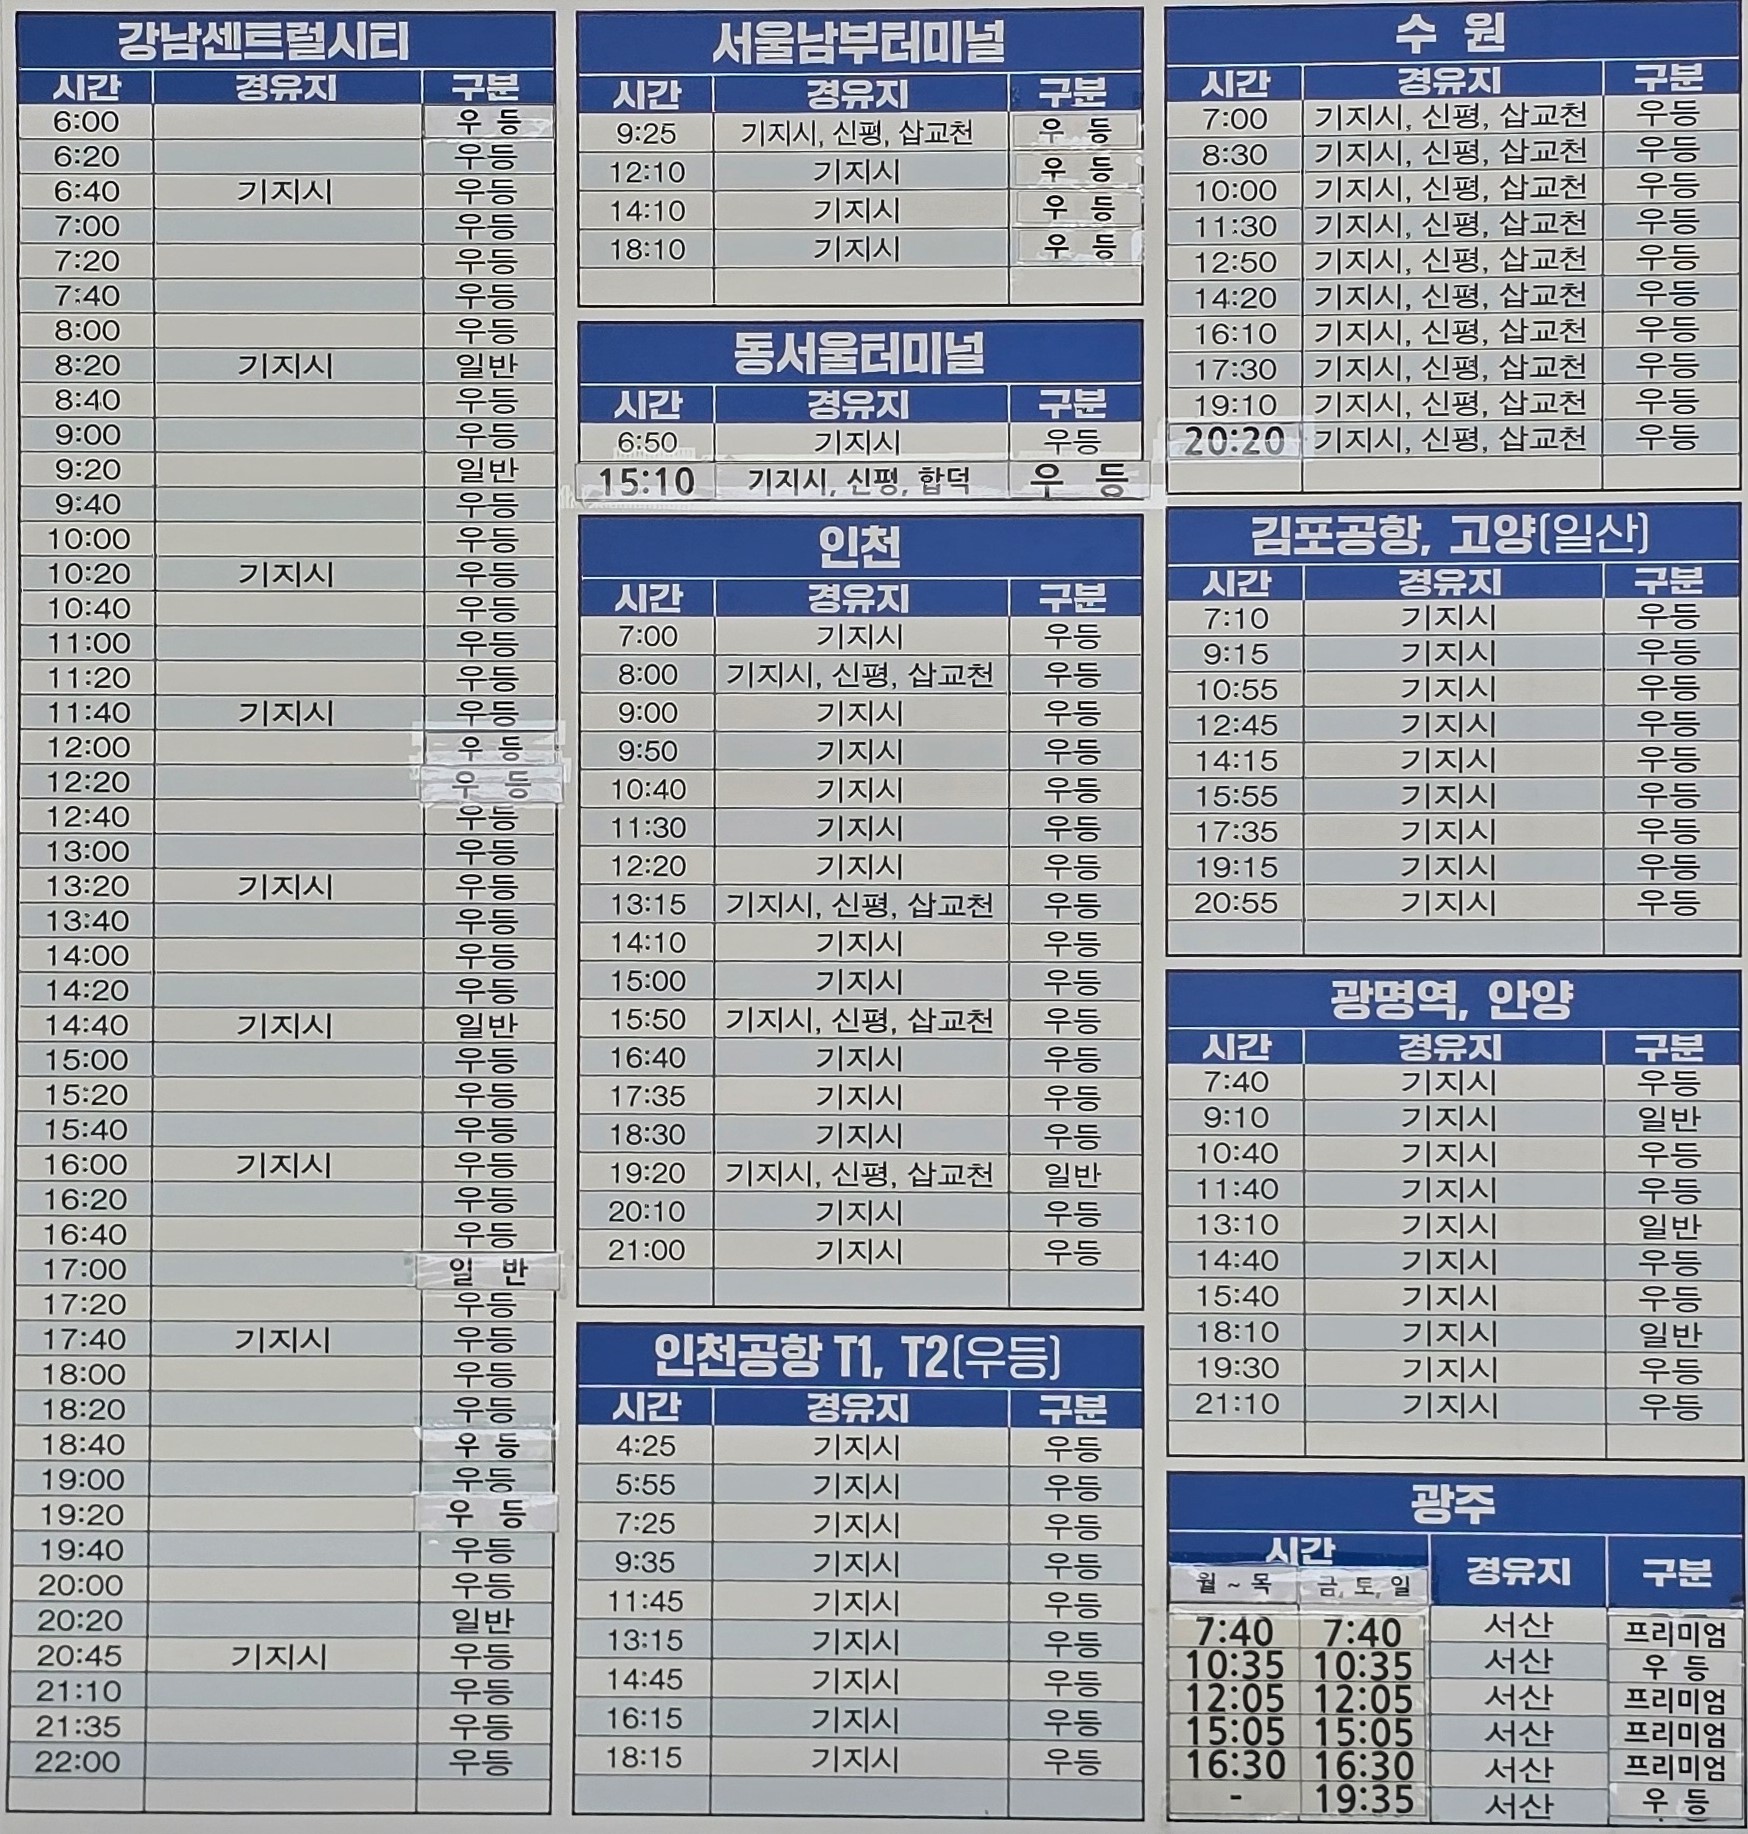 강남센트럴시티
시간 경유지 구분
6:00 우 등
6:20 우등
6:40 기지시 우등
7:00 우등
7:20 우등
7:40 우등
8:00 우등
8:20 기지시 일반
8:40 우등
9:00 우등
9:20 일반
9:40 우등
10:00 우등
10:20 기지시 우등
10:40 우등
11:00 우등
11:20 우등
11:40 기지시 우등
12:00 우 등
12:20 우 등
12:40 우등
13:00 우등
13:20 기지시 우등
13:40 우등
14:00 우등
14:20 우등
14:40 기지시 일반
15:00 우등
15:20 우등
15:40 우등
16:00 기지시 우등
16:20 우등
16:40 우등
17:00 일 반
17:20 우등
17:40 기지시 우등
18:00 우등
18:20 우등
18:40 우 등
19:00 우등
19:20 우 등
19:40 우등
20:00 우등
20:20 일반
20:45 기지시 우등
21:10 우등
21:35 우등
22:00 우등
서울남부터미널
시간 경유지 구분
9:25 기지시, 신평, 삽교천 우 등
12:10 기지시 우 등
14:10 기지시 우 등
18:10 기지시 우 등
동서울터미널
시간 경유지 구분
6:50 기지시 우등
15:10 기지시, 신평, 합덕 우 등
인천
시간 경유지 구분
7:00 기지시 우등
8:00 기지시, 신평, 삽교천 우등
9:00 기지시 우등
9:50 기지시 우등
10:40 기지시 우등
11:30 기지시 우등
12:20 기지시 우등
13:15 기지시, 신평, 삽교천 우등
14:10 기지시 우등
15:00 기지시 우등
15:50 기지시, 신평, 삽교천 우등
16:40 기지시 우등
17:35 기지시 우등
18:30 기지시 우등
19:20 기지시, 신평, 삽교천 일반
20:10 기지시 우등
21:00 기지시 우등
인천공항 T1, T2(우등)
시간 경유지 구분
4:25 기지시 우등
5:55 기지시 우등
7:25 기지시 우등
9:35 기지시 우등
11:45 기지시 우등
13:15 기지시 우등
14:45 기지시 우등
16:15 기지시 우등
18:15 기지시 우등
수 원
시간 경유지 구분
7:00 기지시, 신평, 삽교천 우등
8:30 기지시, 신평, 삽교천 우등
10:00 기지시, 신평, 삽교천 우등
11:30 기지시, 신평, 삽교천 우등
12:50 기지시, 신평, 삽교천 우등
14:20 기지시, 신평, 삽교천 우등
16:10 기지시, 신평, 삽교천 우등
17:30 기지시, 신평, 삽교천 우등
19:10 기지시, 신평, 삽교천 우등
20:20 기지시, 신평, 삽교천 우등
김포공항, 고양(일산)
시간 경유지 구분
7:10 기지시 우등
9:15 기지시 우등
10:55 기지시 우등
12:45 기지시 우등
14:15 기지시 우등
15:55 기지시 우등
17:35 기지시 우등
19:15 기지시 우등
20:55 기지시 우등
광명역, 안양
시간 경유지 구분
7:40 기지시 우등
9:10 기지시 일반
10:40 기지시 우등
11:40 기지시 우등
13:10 기지시 일반
14:40 기지시 우등
15:40 기지시 우등
18:10 기지시 일반
19:30 기지시 우등
21:10 기지시 우등
광주
시간 경유지 구분
월 ~ 목 금, 토, 일
7:40 7:40 서산 프리미엄
10:35 10:35 서산 우 등
12:05 12:05 서산 프리미엄
15:05 15:05 서산 프리미엄
16:30 16:30 서산 프리미엄
- 19:35 서산 우 등